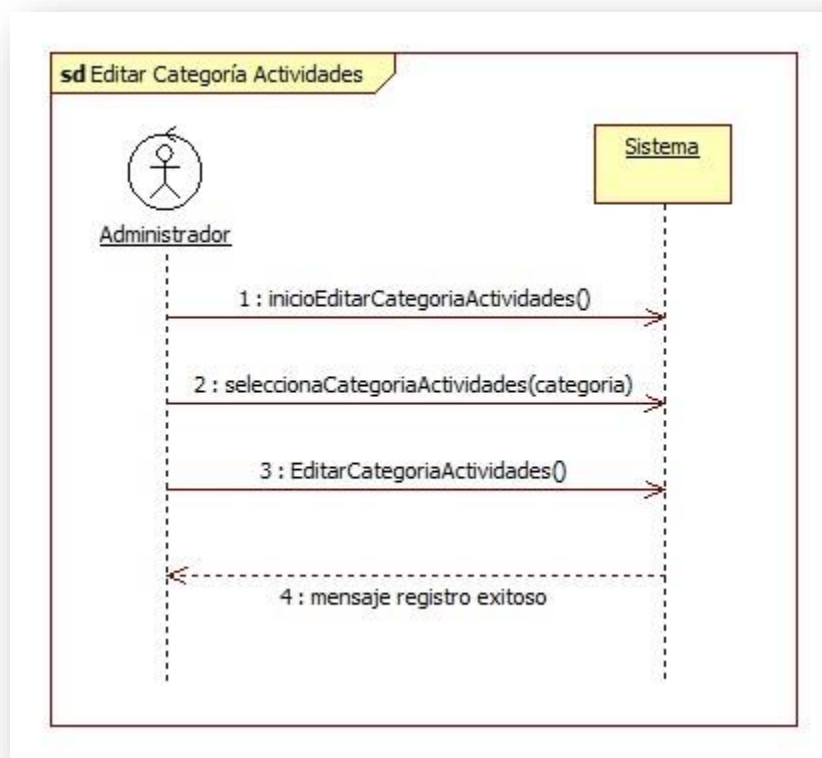 sd Editar Categoría Actividades
Sistema
Administrador
1 : inicioEditarCategoriaActividades()
2 : seleccionaCategoriaActividades(categoria)
3 : EditarCategoriaActividades()
4 : mensaje registro exitoso